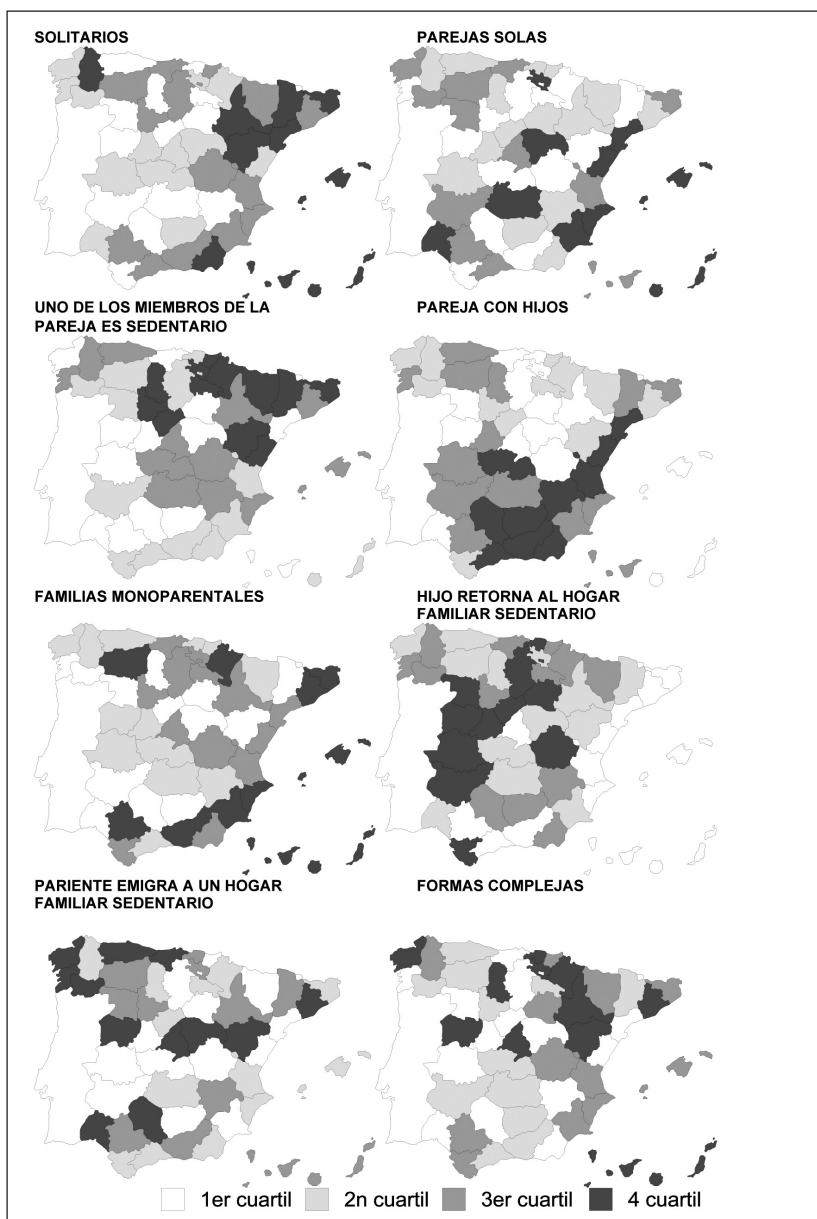 SOLITARIOS
PAREJAS SOLAS
UNO DE LOS MIEMBROS DE LA
PAREJA ES SEDENTARIO
PAREJA CON HIJOS
FAMILIAS MONOPARENTALES
HIJO RETORNA AL HOGAR
FAMILIAR SEDENTARIO
PARIENTE EMIGRA A UN HOGAR
FAMILIAR SEDENTARIO
FORMAS COMPLEJAS
1er cuartil 2n cuartil 3er cuartil 4 cuartil